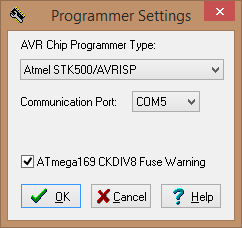 Programmer Settings
AVR Chip Programmer Type:
Atmel STK500/AVRISP
Communication Port: COM5
ATmega169 CKDIV8 Fuse Warning
OK Cancel Help